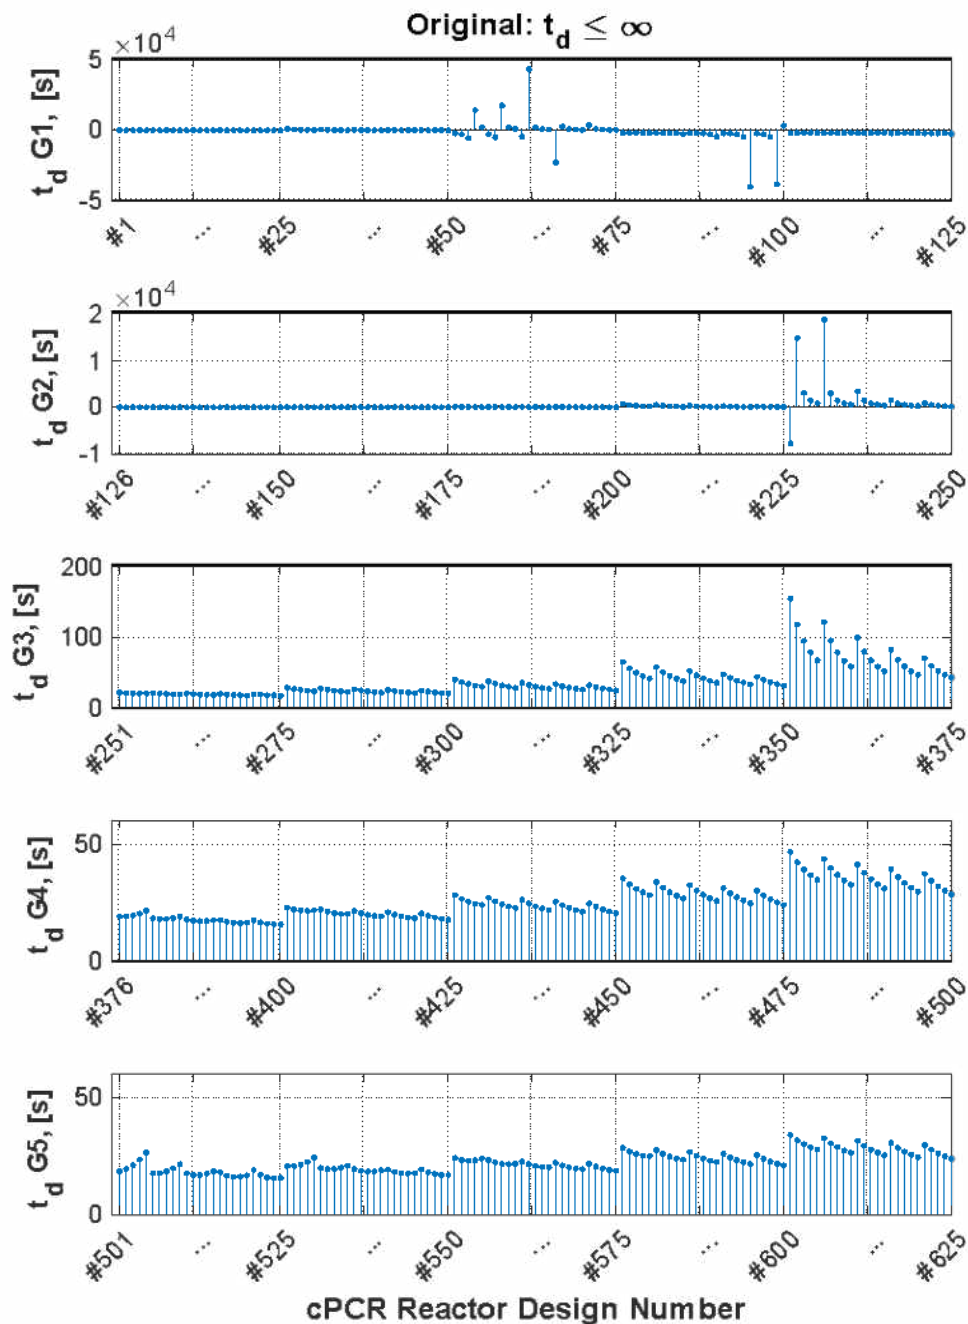 Original: t_d ≤ ∞
×10^4
t_d G1, [s]
5
0
-5
#1 ... #25 ... #50 ... #75 ... #100 ... #125
×10^4
t_d G2, [s]
2
1
0
-1
#126 ... #150 ... #175 ... #200 ... #225 ... #250
t_d G3, [s]
200
100
0
#251 ... #275 ... #300 ... #325 ... #350 ... #375
t_d G4, [s]
50
0
#376 ... #400 ... #425 ... #450 ... #475 ... #500
t_d G5, [s]
50
0
#501 ... #525 ... #550 ... #575 ... #600 ... #625
cPCR Reactor Design Number